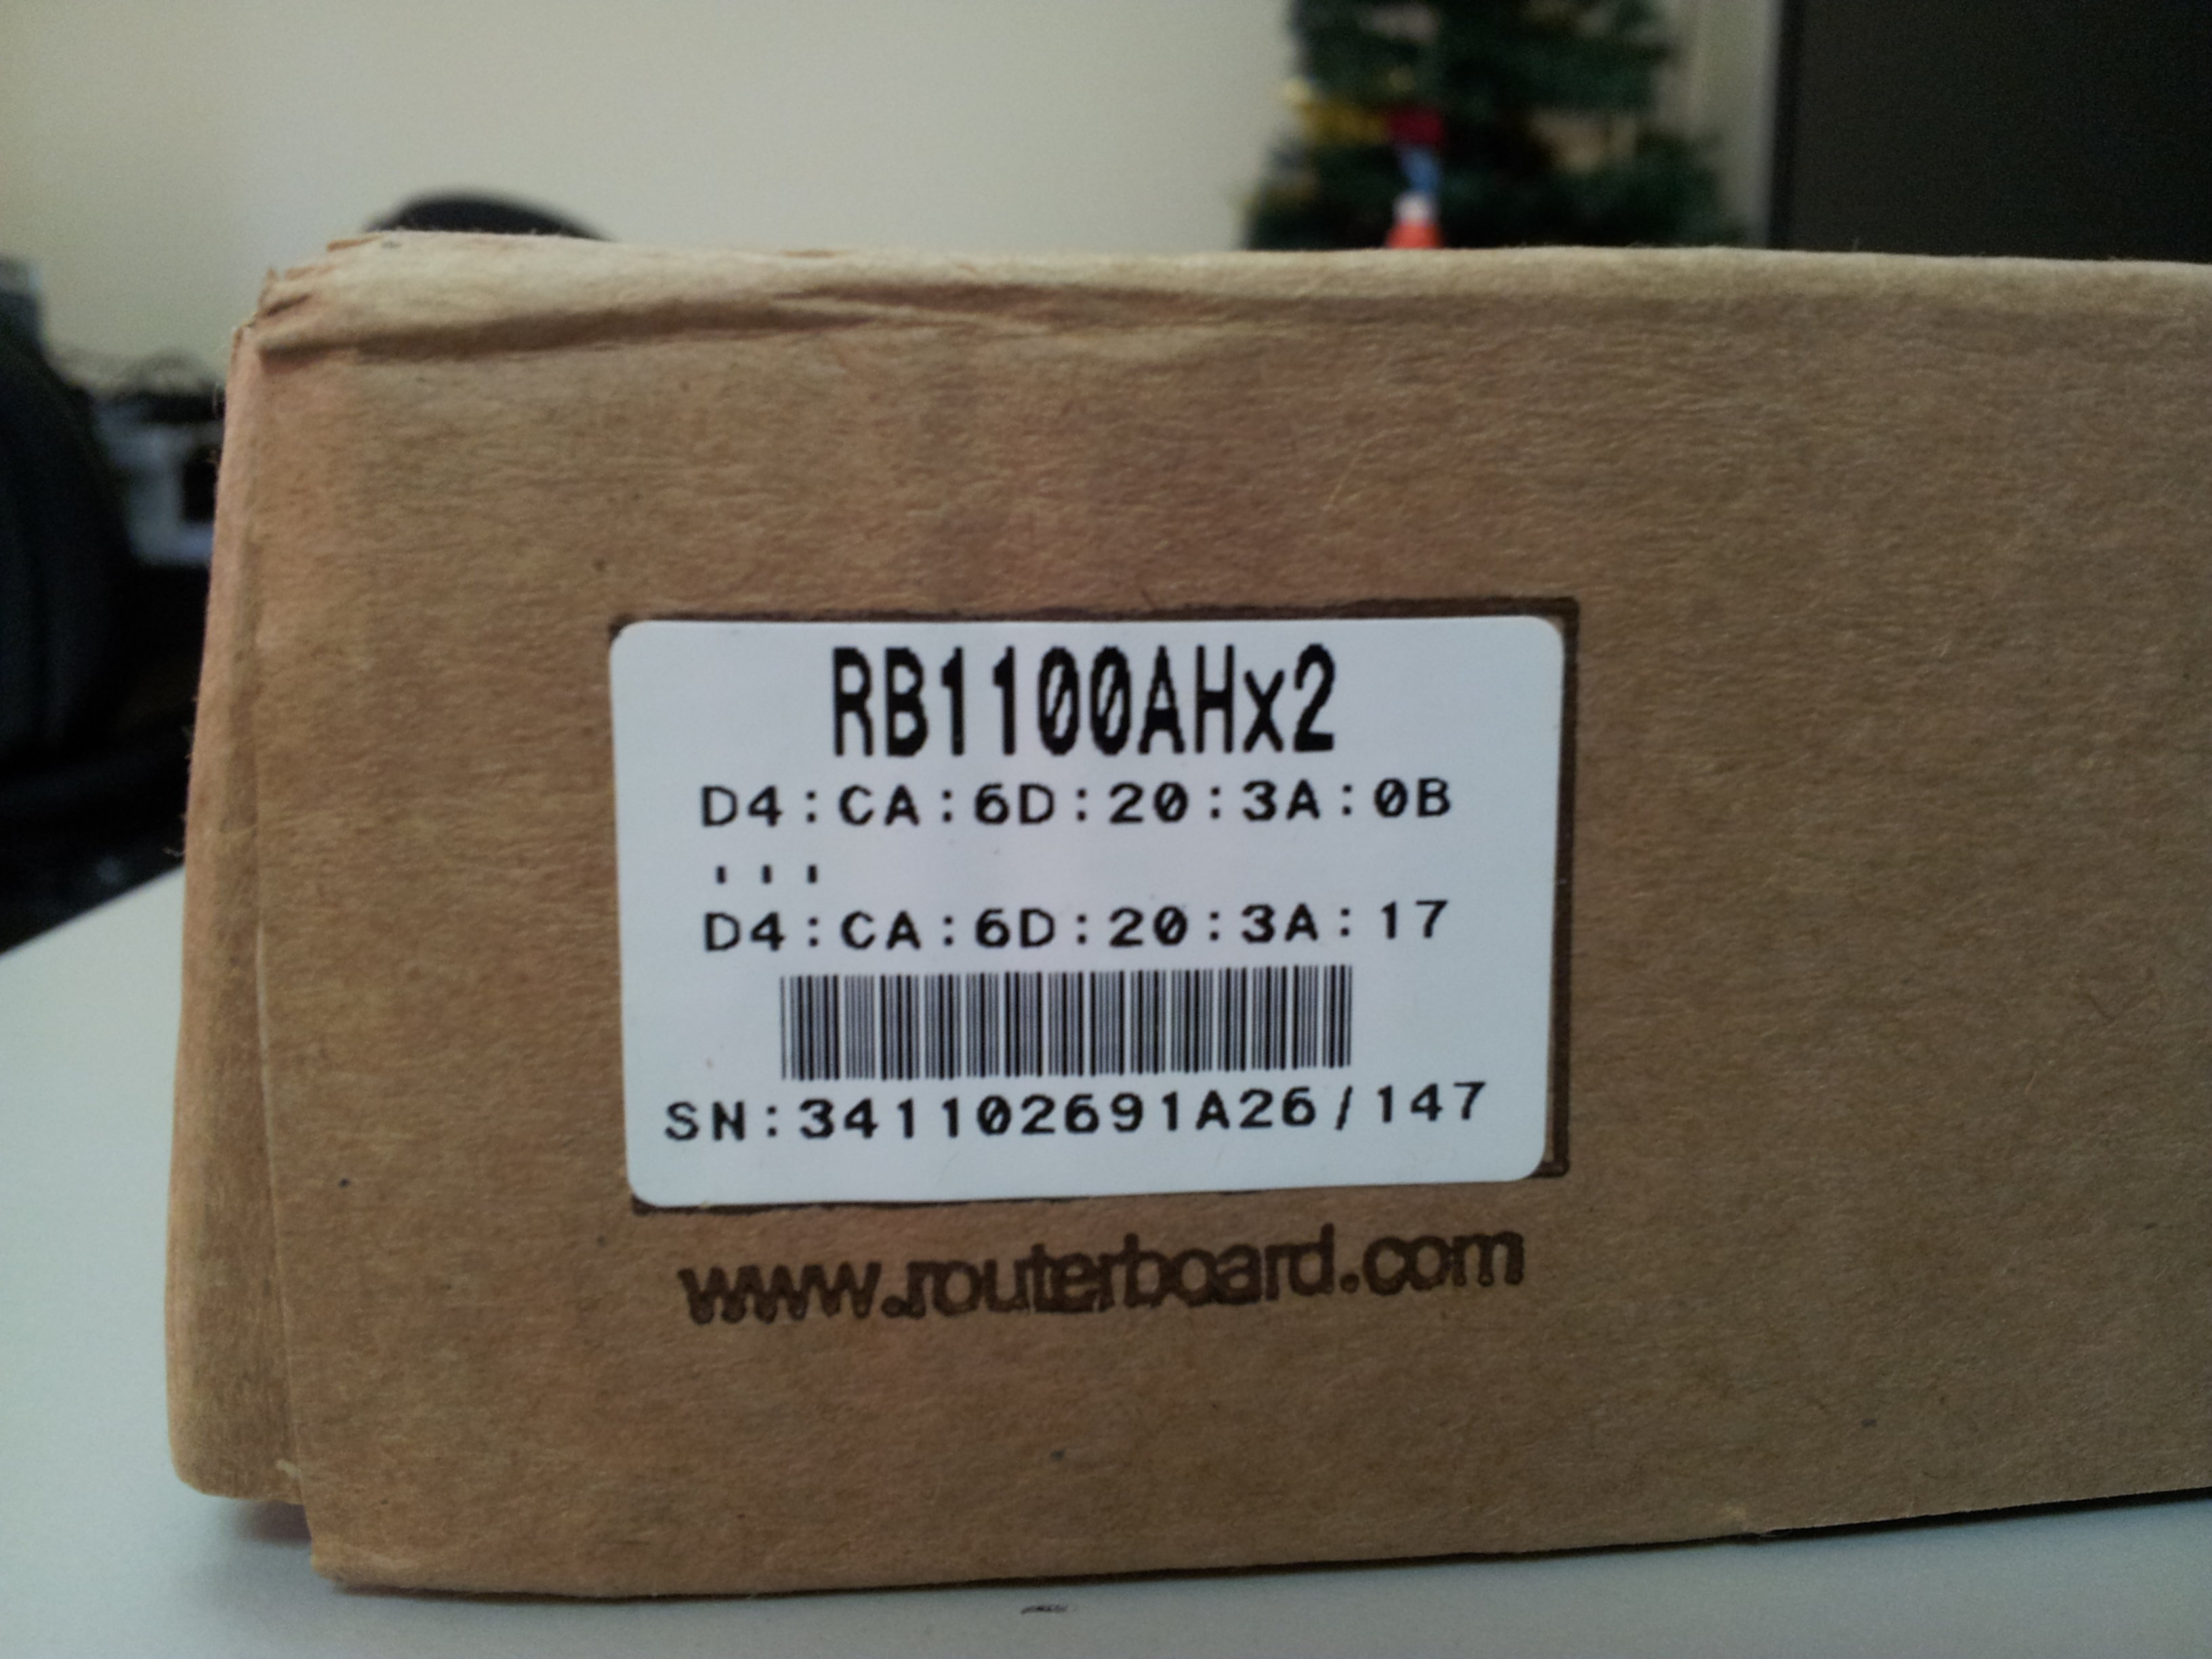 RB1100AHx2
D4:CA:6D:20:3A:0B
...
D4:CA:6D:20:3A:17
SN:341102691A26/147
www.routerboard.com